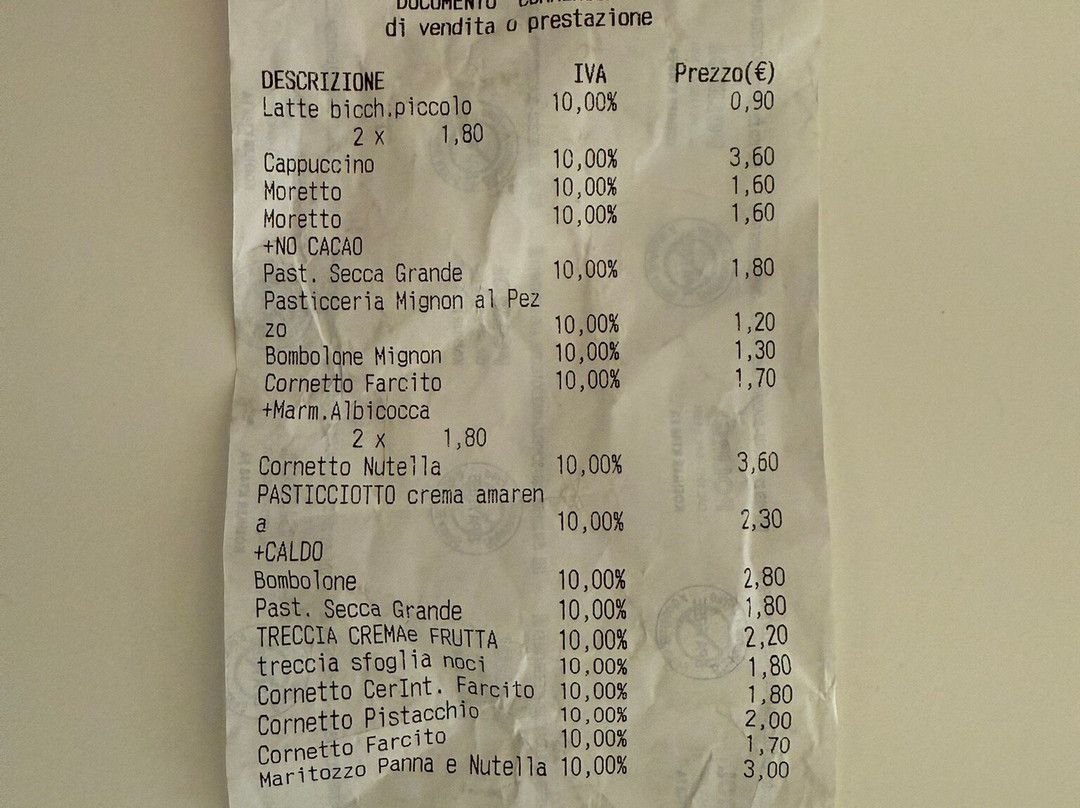 di vendita o prestazione
DESCRIZIONE IVA Prezzo(€)
Latte bicch.piccolo 10,00% 0,90
2 x 1,80
Cappuccino 10,00% 3,60
Moretto 10,00% 1,60
Moretto 10,00% 1,60
+NO CACAO
Past. Secca Grande 10,00% 1,80
Pasticceria Mignon al Pez
zo 10,00% 1,20
Bombolone Mignon 10,00% 1,30
Cornetto Farcito 10,00% 1,70
+Marm.Albicocca
2 x 1,80
Cornetto Nutella 10,00% 3,60
PASTICCIOTTO crema amaren
a 10,00% 2,30
+CALDO
Bombolone 10,00% 2,80
Past. Secca Grande 10,00% 1,80
TRECCIA CREMAe FRUTTA 10,00% 2,20
treccia sfoglia noci 10,00% 1,80
Cornetto CerInt. Farcito 10,00% 1,80
Cornetto Pistacchio 10,00% 2,00
Cornetto Farcito 10,00% 1,70
Maritozzo Panna e Nutella 10,00% 3,00